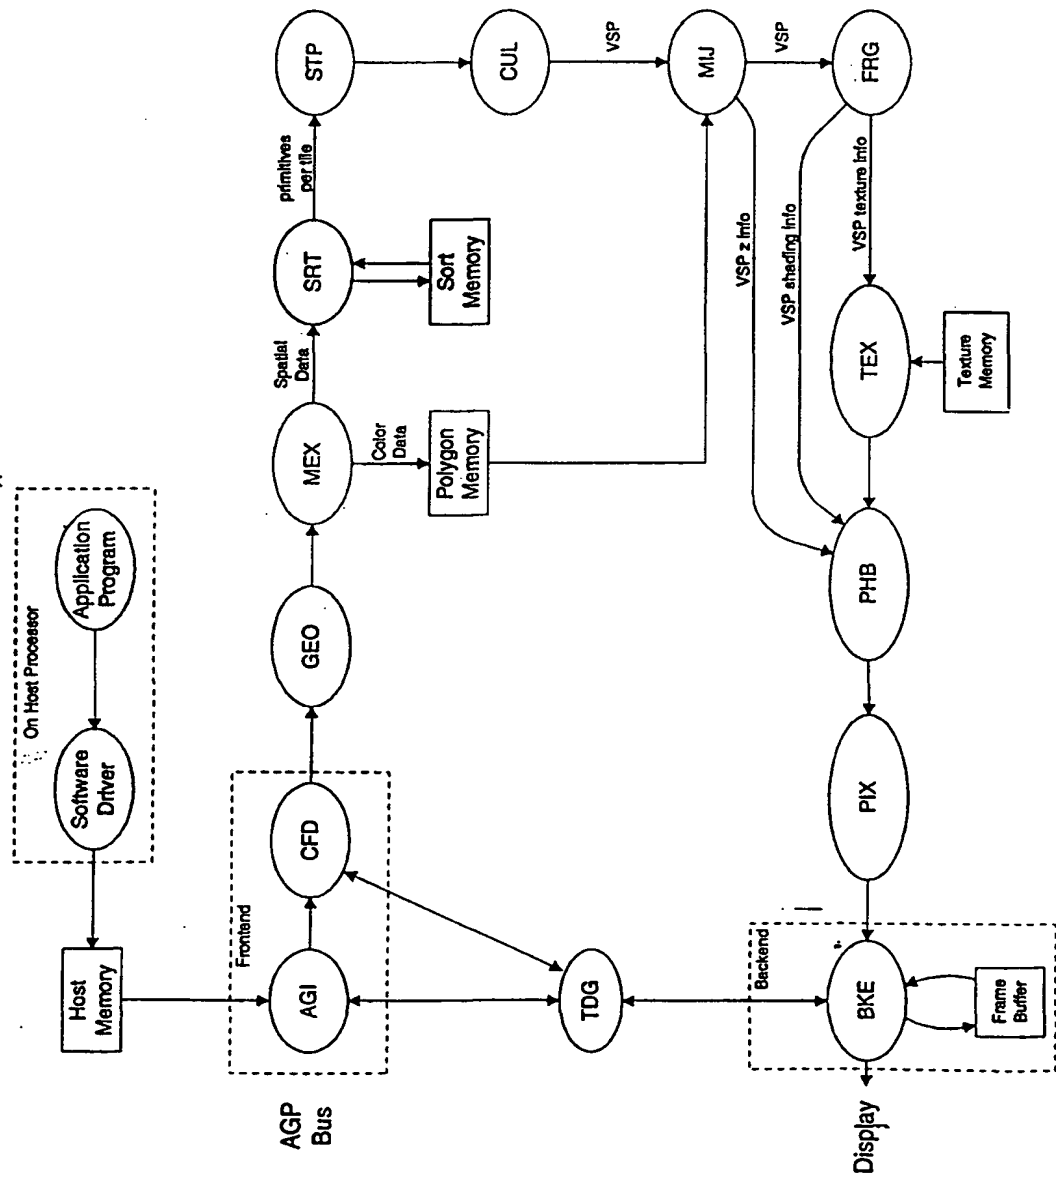 On Host Processor
Application
Program
Software
Driver
Host
Memory
Frontend
AGI
CFD
GEO
MEX
Spatial
Data
SRT
primitives
per tile
STP
AGP
Bus
Color
Data
Polygon
Memory
Sort
Memory
CUL
VSP
TDG
MIJ
VSP
VSP z Info
VSP shading Info
VSP texture Info
FRG
TEX
Texture
Memory
PHB
PIX
Backend
BKE
Frame
Buffer
Display